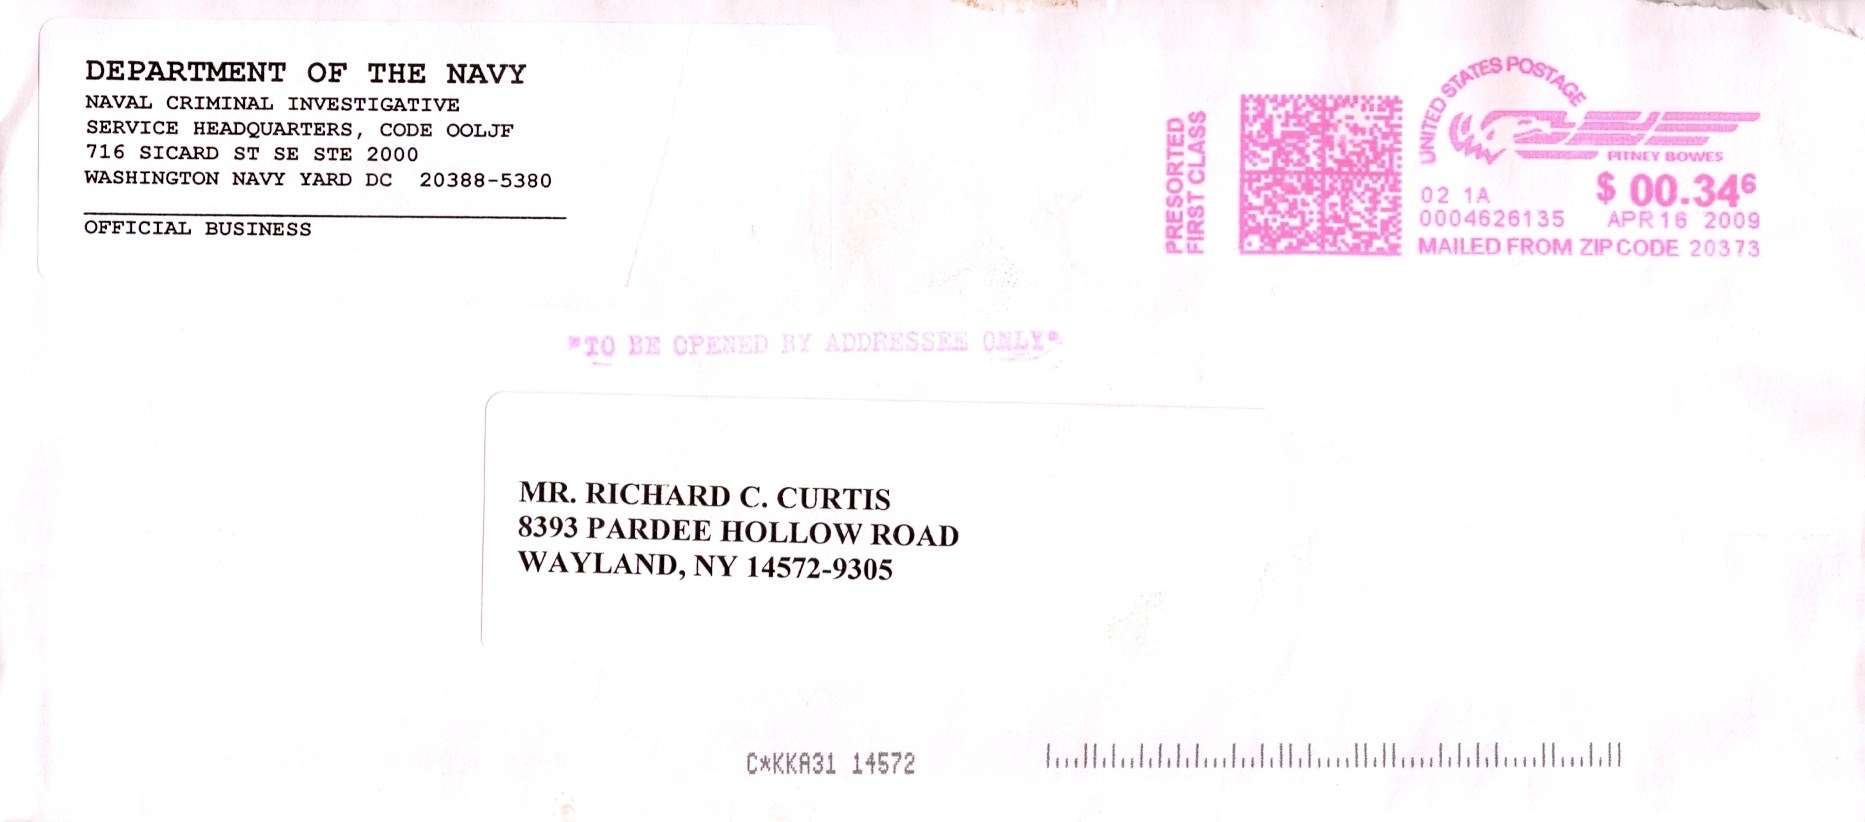 DEPARTMENT OF THE NAVY
NAVAL CRIMINAL INVESTIGATIVE
SERVICE HEADQUARTERS, CODE OOLJF
716 SICARD ST SE STE 2000
WASHINGTON NAVY YARD DC 20388-5380
OFFICIAL BUSINESS
PRESORTED
FIRST CLASS
UNITED STATES POSTAGE
PITNEY BOWES
02 1A
$ 00.34⁶
0004626135 APR 16 2009
MAILED FROM ZIP CODE 20373
"TO BE OPENED BY ADDRESSEE ONLY"
MR. RICHARD C. CURTIS
8393 PARDEE HOLLOW ROAD
WAYLAND, NY 14572-9305
C*KKA31 14572